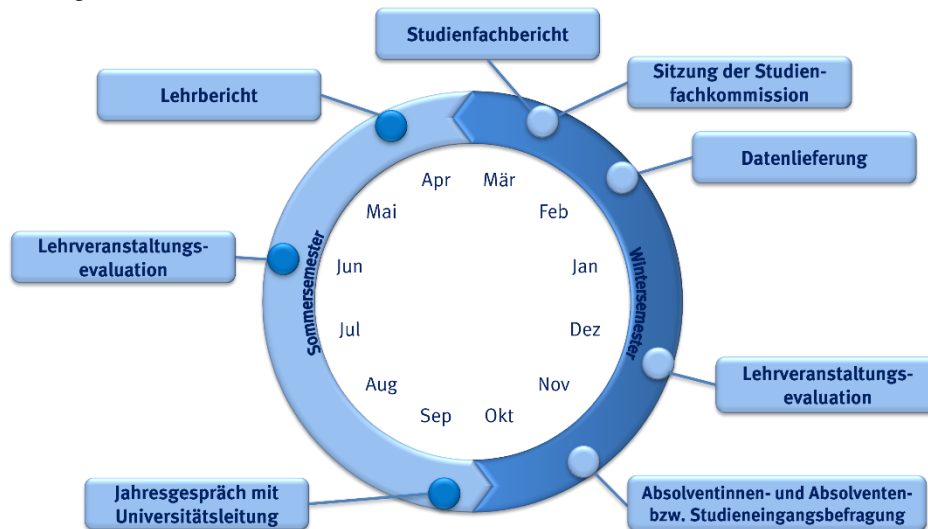 Studienfachbericht
Sitzung der Studien-
fachkommission
Lehrbericht
Datenlieferung
Apr
Mär
Mai
Feb
Lehrveranstaltungs-
evaluation
Jun
Jan
Sommersemester
Wintersemester
Jul
Dez
Aug
Nov
Sep
Okt
Lehrveranstaltungs-
evaluation
Jahresgespräch mit
Universitätsleitung
Absolventinnen- und Absolventen-
bzw. Studieneingangsbefragung